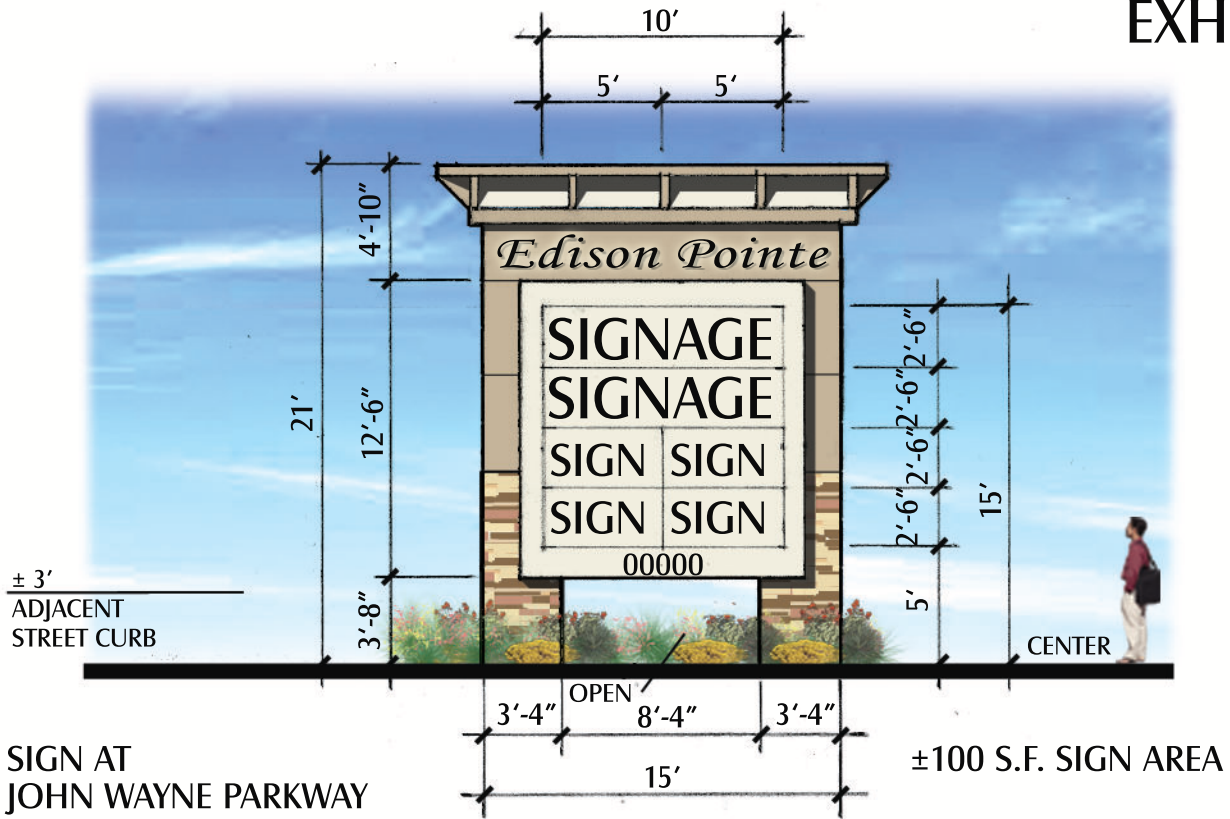 EXH
10'
5' 5'
Edison Pointe
SIGNAGE
SIGNAGE
SIGN SIGN
SIGN SIGN
00000
4'-10"
21'
12'-6"
3'-8"
2'-6"
2'-6"
2'-6"
2'-6"
15'
5'
± 3'
ADJACENT
STREET CURB
CENTER
OPEN
3'-4" 8'-4" 3'-4"
15'
SIGN AT
JOHN WAYNE PARKWAY
±100 S.F. SIGN AREA